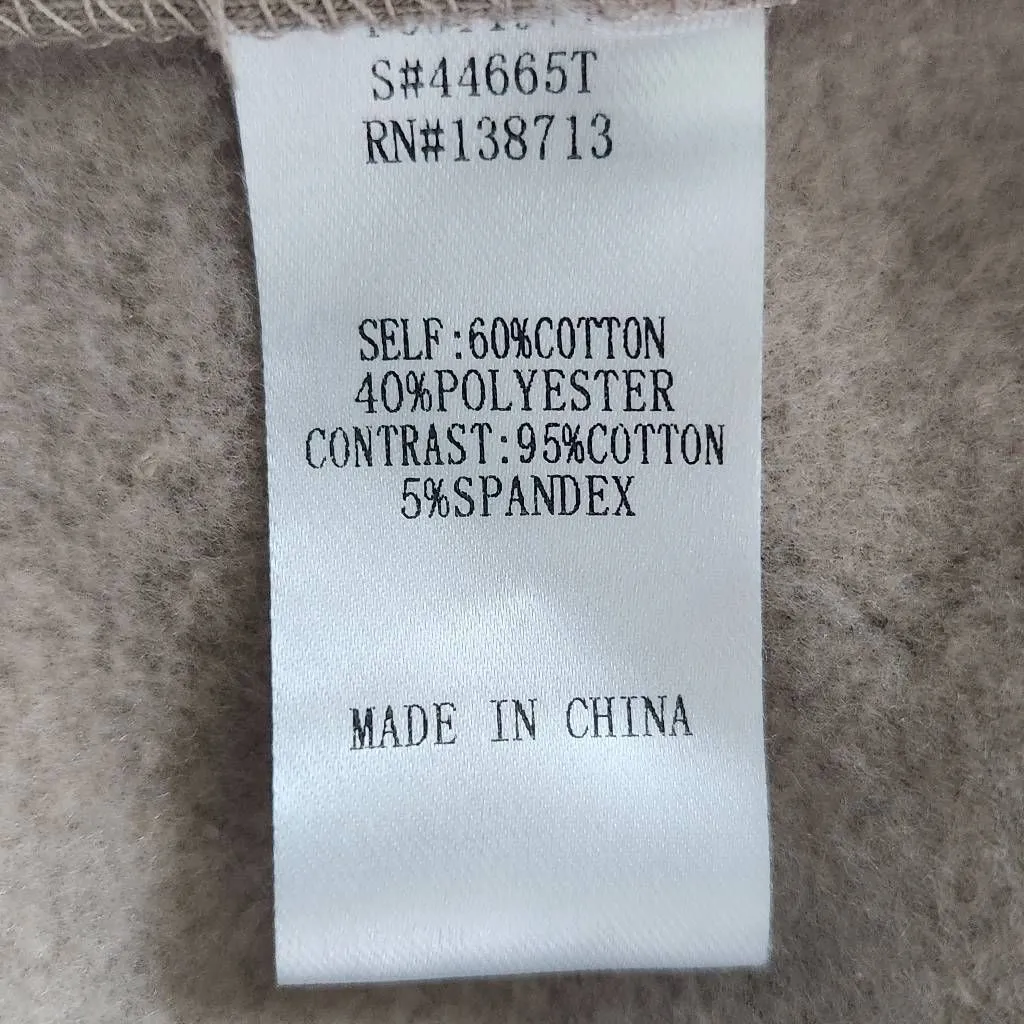 S#44665T
RN#138713
SELF:60%COTTON
40%POLYESTER
CONTRAST:95%COTTON
5%SPANDEX
MADE IN CHINA